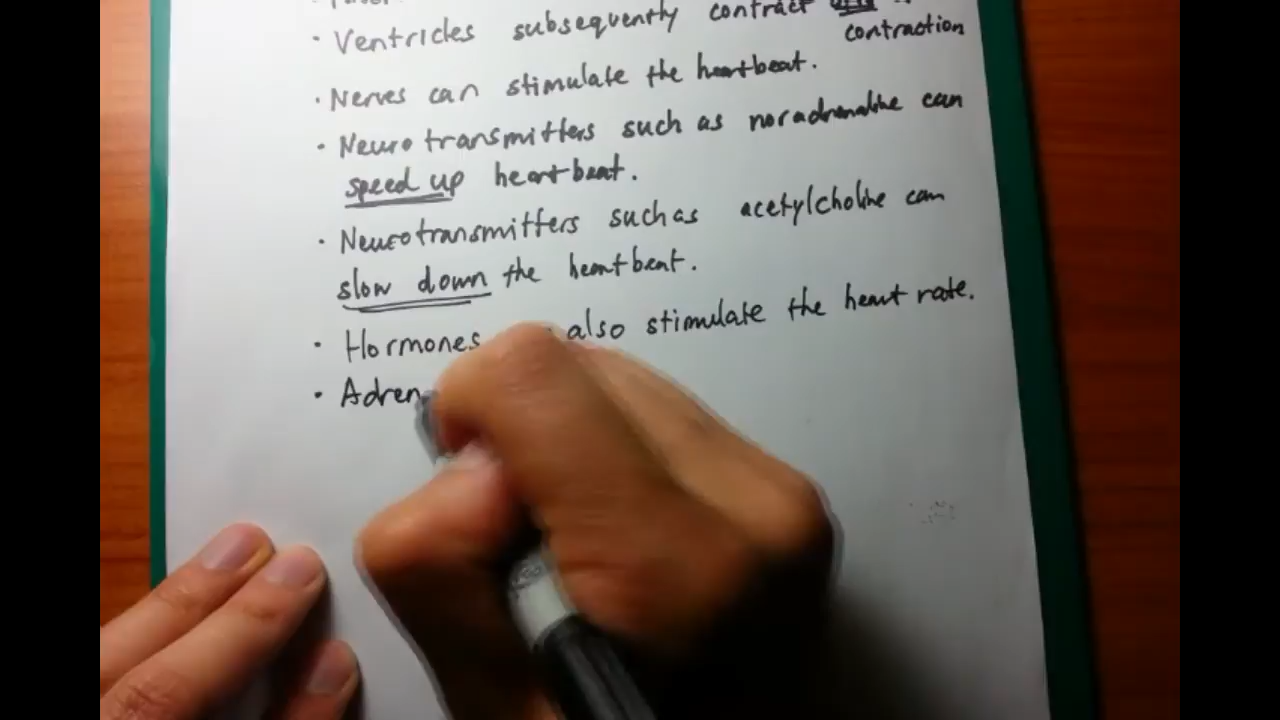 · Ventricles subsequently contract
contraction
· Nerves can stimulate the heartbeat.
· Neurotransmitters such as noradrenaline can
speed up heartbeat.
· Neurotransmitters such as acetylcholine can
slow down the heartbeat.
· Hormones also stimulate the heart rate.
· Adren